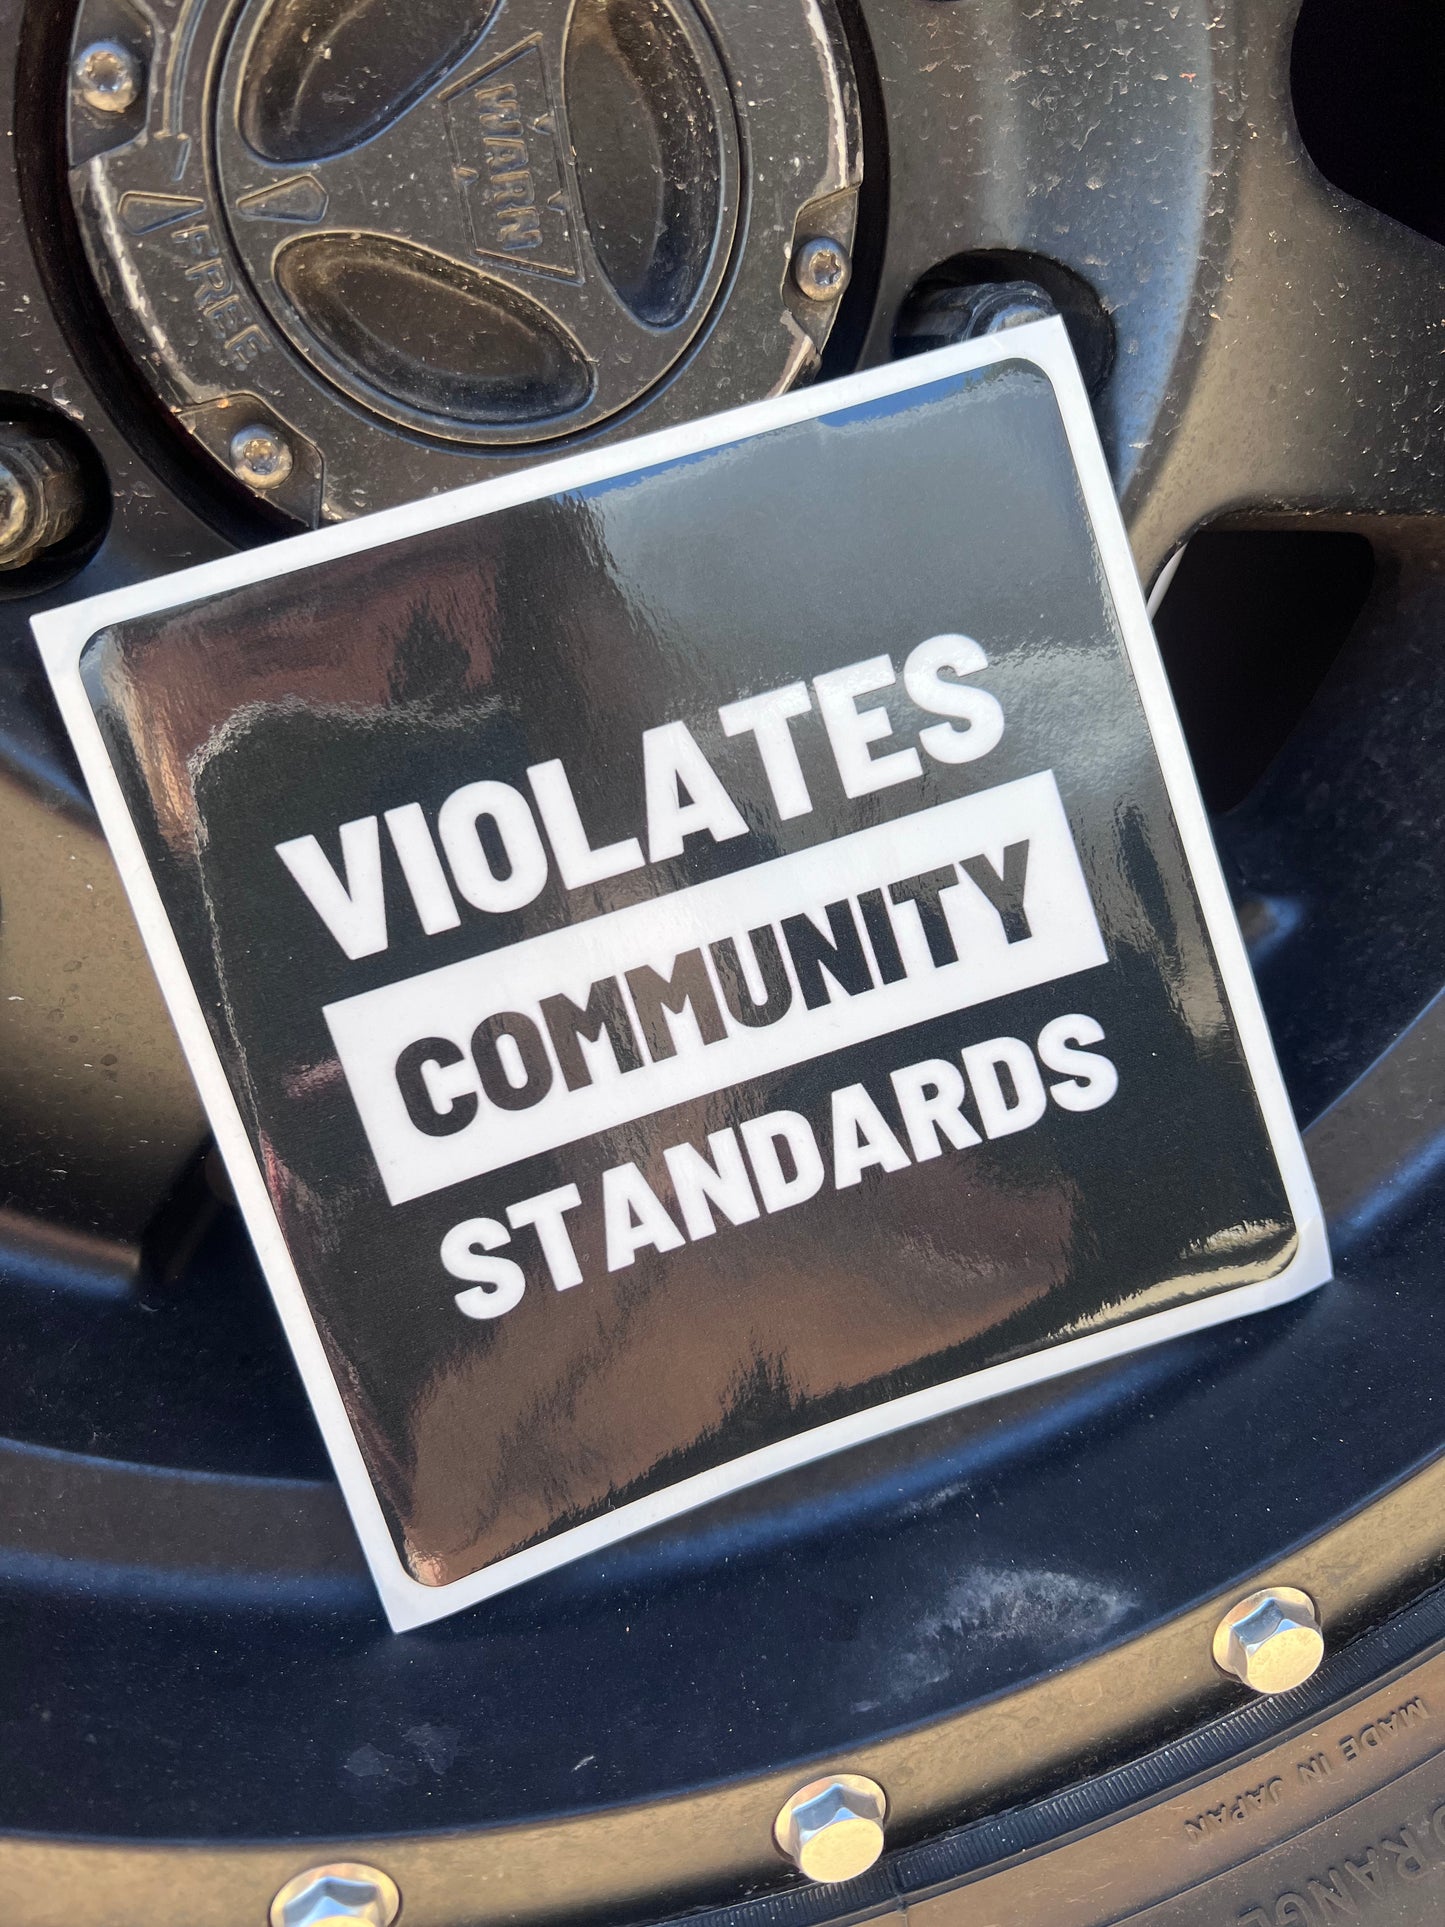 WARN
FREE
VIOLATES
COMMUNITY
STANDARDS
MADE IN JAPAN